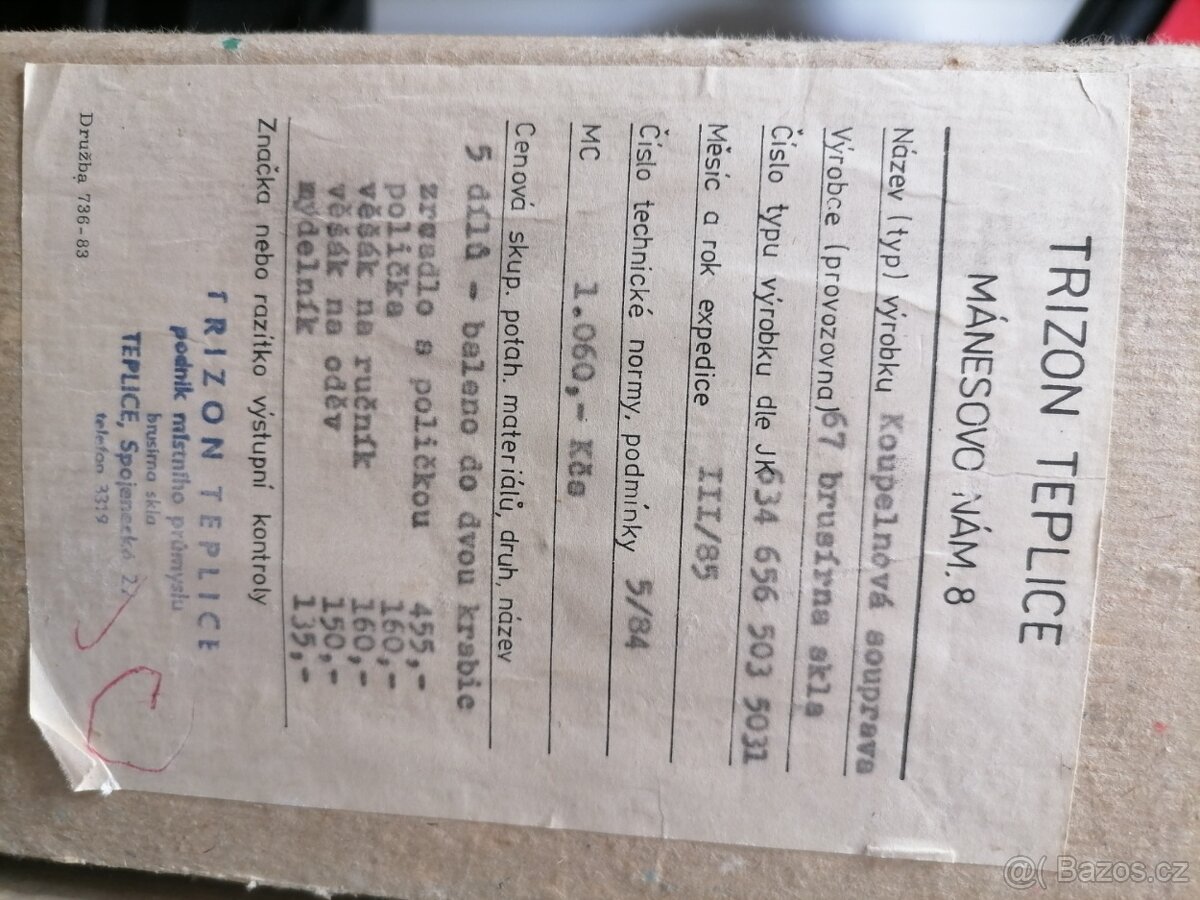 TRIZON TEPLICE
MÁNESOVO NÁM. 8
Název (typ) výrobku Koupelnová souprava
Výrobce (provozovna) 67 brusírna skla
Číslo typu výrobku dle JK 634 656 503 5031
Měsíc a rok expedice III/85
Číslo technické normy, podmínky 5/84
MC 1.060,- Kčs
Cenová skup. potah. materiálů, druh, název
5 dílů - baleno do dvou krabic
zrcadlo s poličkou 455,-
polička 160,-
věšák na ručník 160,-
věšák na oděv 150,-
mýdelník 135,-
Značka nebo razítko výstupní kontroly
TRIZON TEPLICE
podnik místního průmyslu
brusírna skla
TEPLICE, Spojenecká 27
telefon 3319
Družba 736-83
@( Bazos.cz